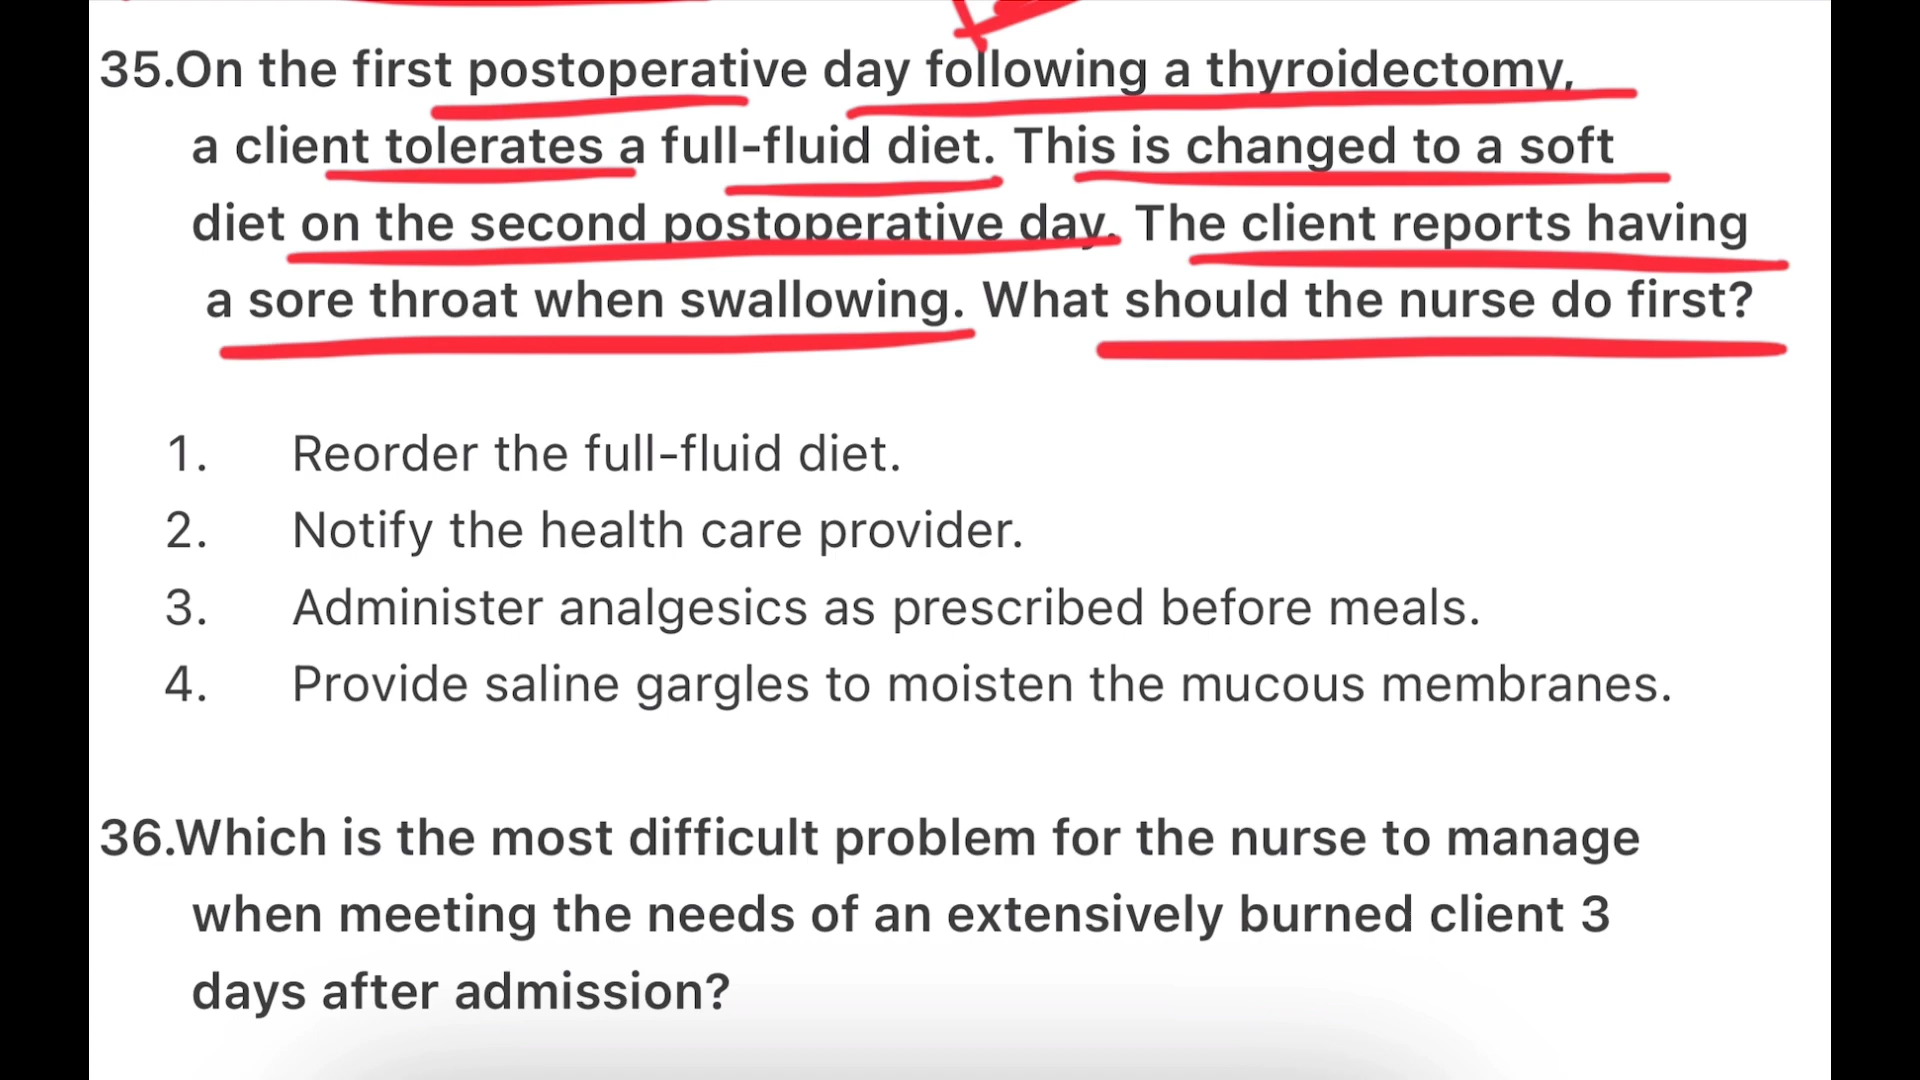 35.On the first postoperative day following a thyroidectomy,
a client tolerates a full-fluid diet. This is changed to a soft
diet on the second postoperative day. The client reports having
a sore throat when swallowing. What should the nurse do first?
1. Reorder the full-fluid diet.
2. Notify the health care provider.
3. Administer analgesics as prescribed before meals.
4. Provide saline gargles to moisten the mucous membranes.
36.Which is the most difficult problem for the nurse to manage
when meeting the needs of an extensively burned client 3
days after admission?